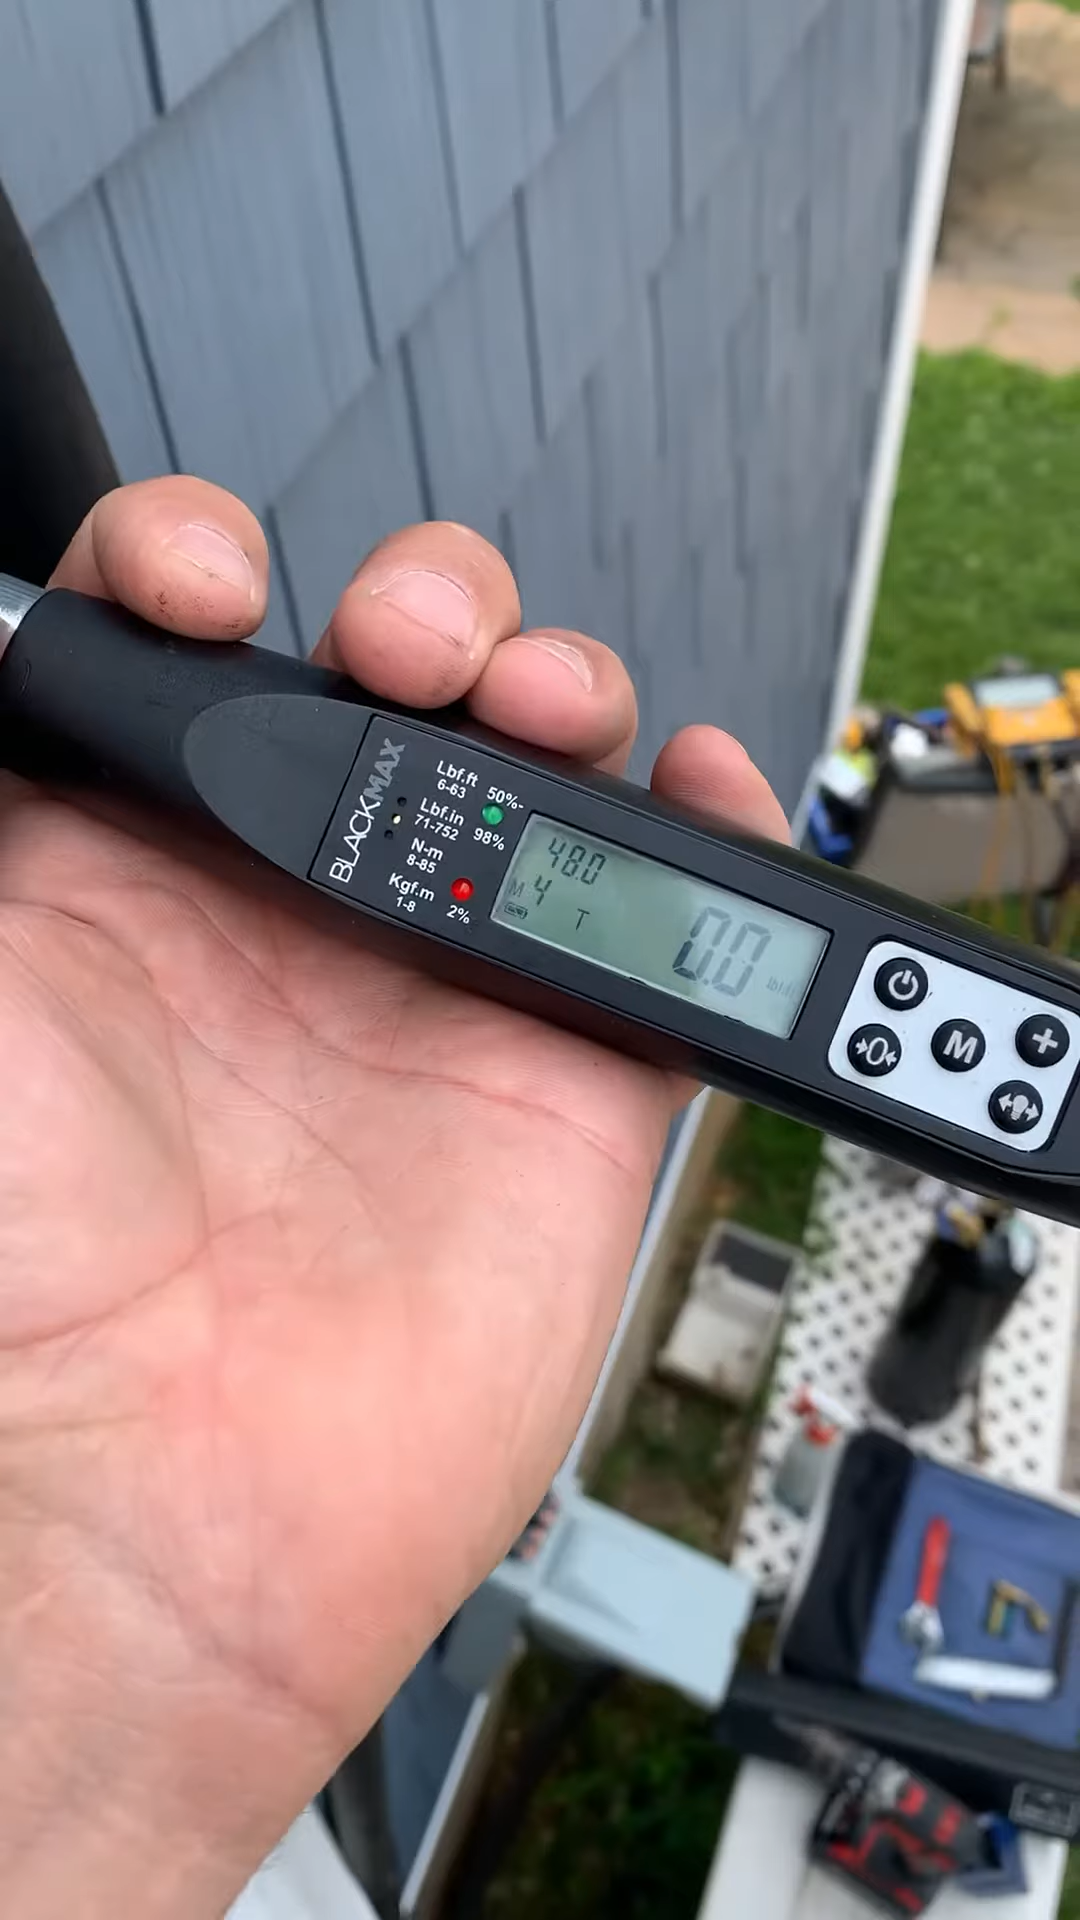 BLACKMAX
Lbf.ft
6-63
50%-
98%
Lbf.in
71-752
N-m
8-85
Kgf.m
1-8
2%
48.0
M 4
T
0.0
→0←
M
+